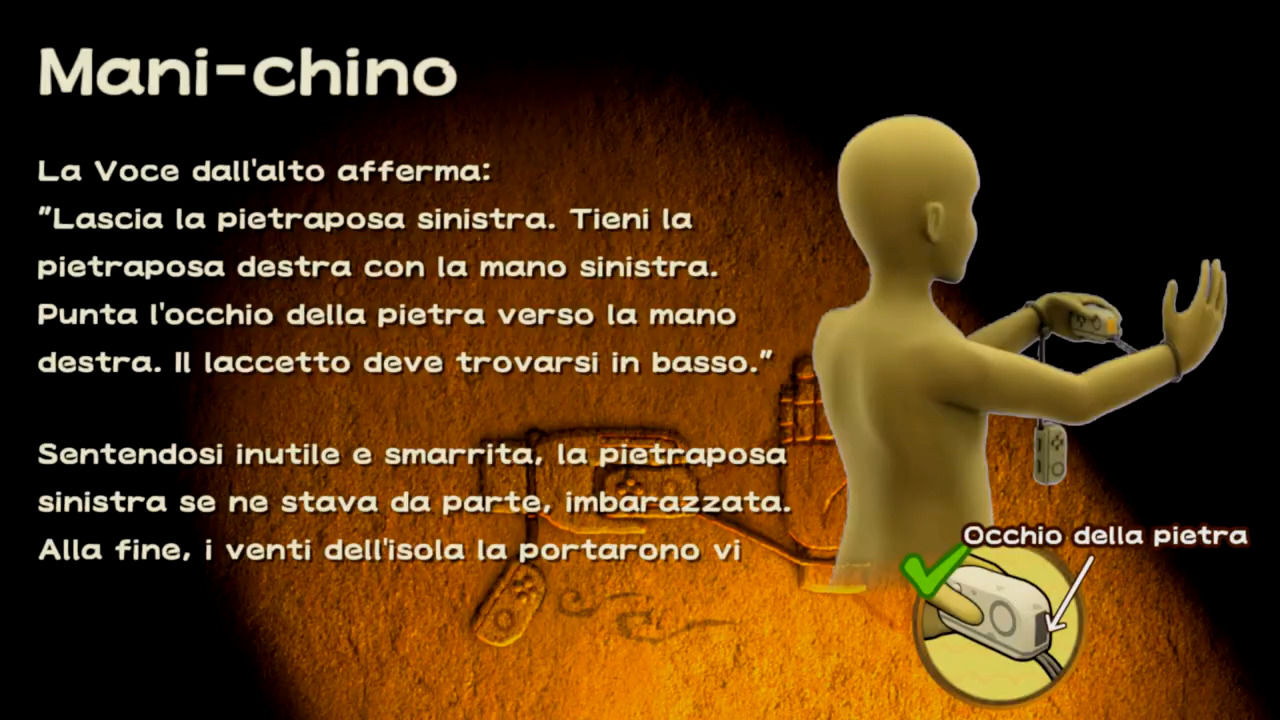 Mani-chino
La Voce dall'alto afferma:
"Lascia la pietraposa sinistra. Tieni la
pietraposa destra con la mano sinistra.
Punta l'occhio della pietra verso la mano
destra. Il laccetto deve trovarsi in basso."
Sentendosi inutile e smarrita, la pietraposa
sinistra se ne stava da parte, imbarazzata.
Alla fine, i venti dell'isola la portarono vi
Occhio della pietra